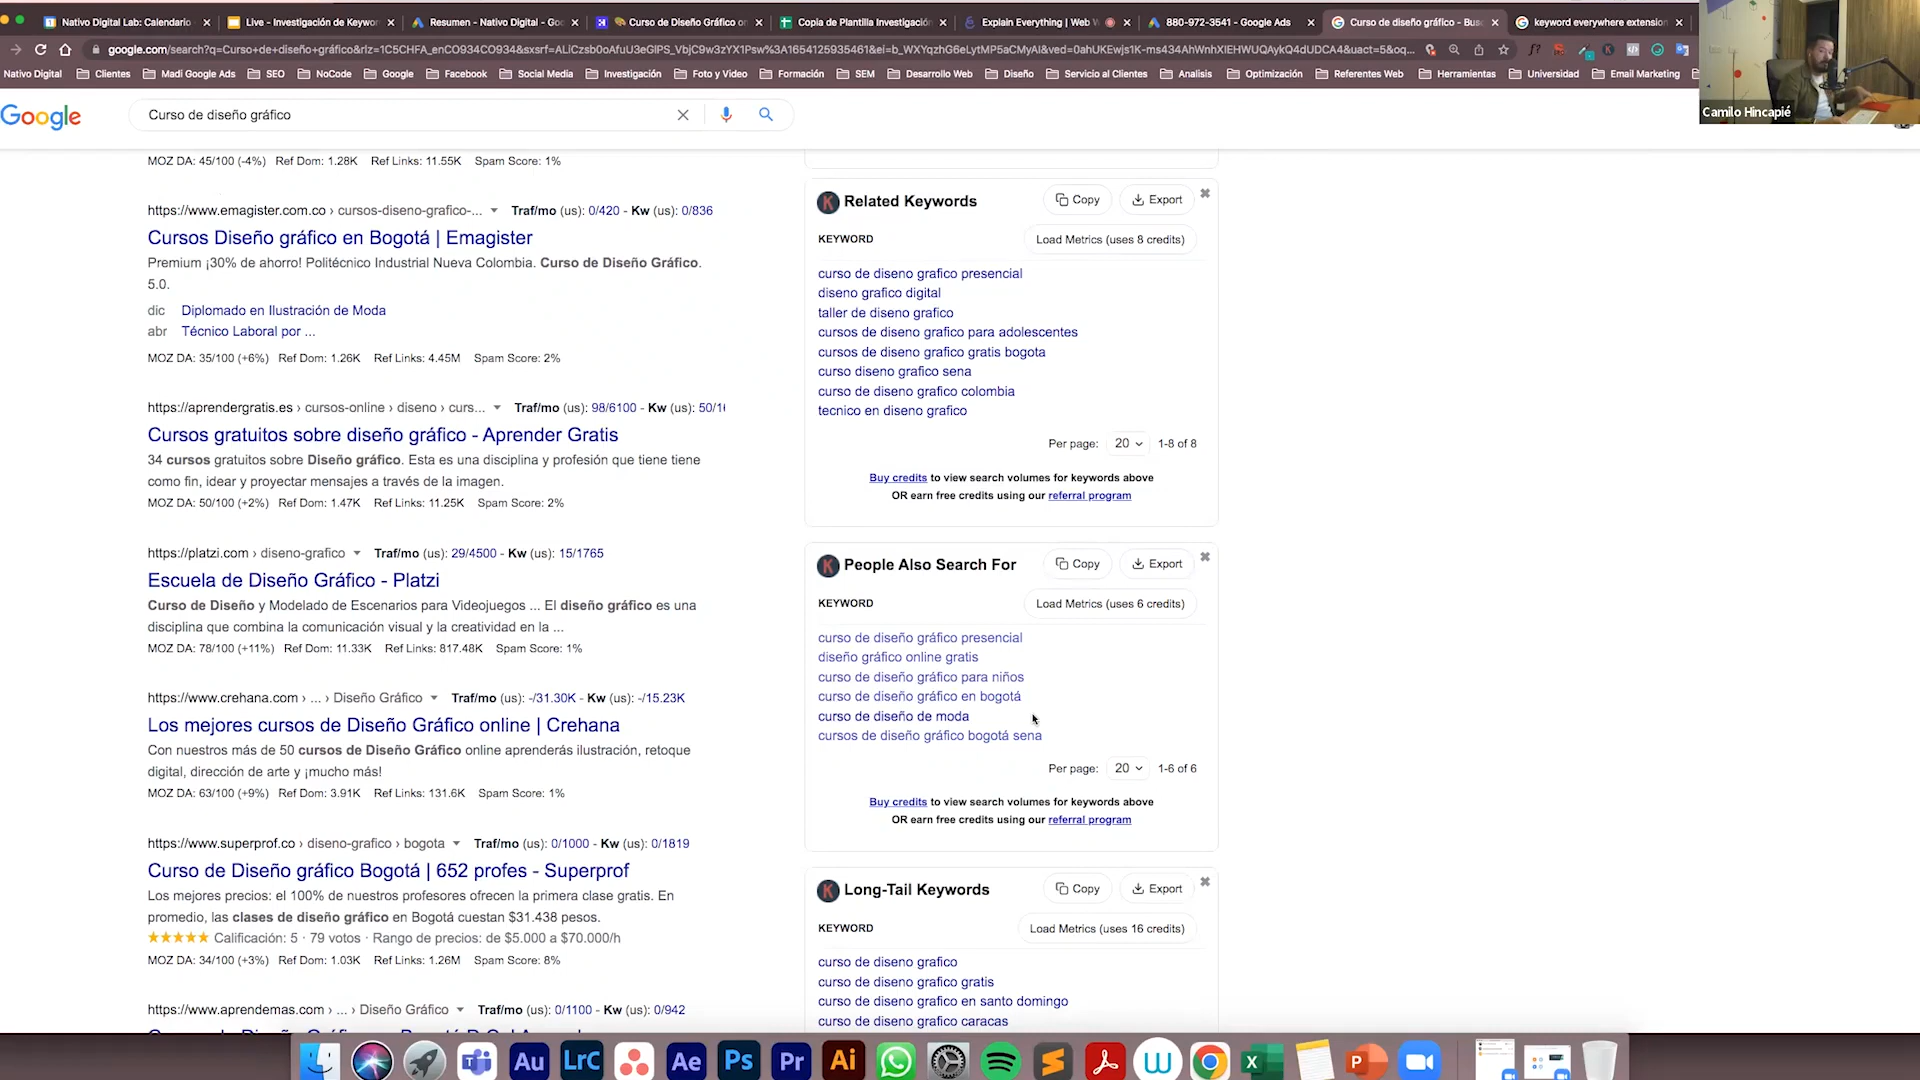 Nativo Digital Lab: Calendario
Live - Investigación de Keywor
Resumen - Nativo Digital - Goo
Curso de Diseño Gráfico on
Copia de Plantilla Investigación
Explain Everything | Web
880-972-3541 - Google Ads
Curso de diseño gráfico - Bus
keyword everywhere extension
google.com/search?q=Curso+de+diseño+gráfico&rlz=1C5CHFA_enCO934CO934&sxsrf=
Nativo Digital
Clientes
Madi Google Ads
SEO
NoCode
Google
Facebook
Social Media
Investigación
Foto y Video
Formación
SEM
Desarrollo Web
Diseño
Servicio al Clientes
Analisis
Optimización
Referentes Web
Herramientas
Universidad
Email Marketing
Camilo Hincapié
Google
Curso de diseño gráfico
MOZ DA: 45/100 (-4%) Ref Dom: 1.28K Ref Links: 11.55K Spam Score: 1%
https://www.emagister.com.co › cursos-diseno-grafico-... Traf/mo (us): 0/420 - Kw (us): 0/836
Cursos Diseño gráfico en Bogotá | Emagister
Premium ¡30% de ahorro! Politécnico Industrial Nueva Colombia. Curso de Diseño Gráfico.
5.0.
dic Diplomado en Ilustración de Moda
abr Técnico Laboral por ...
MOZ DA: 35/100 (+6%) Ref Dom: 1.26K Ref Links: 4.45M Spam Score: 2%
https://aprendergratis.es › cursos-online › diseno › curs... Traf/mo (us): 98/6100 - Kw (us): 50/1
Cursos gratuitos sobre diseño gráfico - Aprender Gratis
34 cursos gratuitos sobre Diseño gráfico. Esta es una disciplina y profesión que tiene tiene
como fin, idear y proyectar mensajes a través de la imagen.
MOZ DA: 50/100 (+2%) Ref Dom: 1.47K Ref Links: 11.25K Spam Score: 2%
https://platzi.com › diseno-grafico Traf/mo (us): 29/4500 - Kw (us): 15/1765
Escuela de Diseño Gráfico - Platzi
Curso de Diseño y Modelado de Escenarios para Videojuegos ... El diseño gráfico es una
disciplina que combina la comunicación visual y la creatividad en la ...
MOZ DA: 78/100 (+11%) Ref Dom: 11.33K Ref Links: 817.48K Spam Score: 1%
https://www.crehana.com › ... › Diseño Gráfico Traf/mo (us): -/31.30K - Kw (us): -/15.23K
Los mejores cursos de Diseño Gráfico online | Crehana
Con nuestros más de 50 cursos de Diseño Gráfico online aprenderás ilustración, retoque
digital, dirección de arte y ¡mucho más!
MOZ DA: 63/100 (+9%) Ref Dom: 3.91K Ref Links: 131.6K Spam Score: 1%
https://www.superprof.co › diseno-grafico › bogota Traf/mo (us): 0/1000 - Kw (us): 0/1819
Curso de Diseño gráfico Bogotá | 652 profes - Superprof
Los mejores precios: el 100% de nuestros profesores ofrecen la primera clase gratis. En
promedio, las clases de diseño gráfico en Bogotá cuestan $31.438 pesos.
Calificación: 5 · 79 votos · Rango de precios: de $5.000 a $70.000/h
MOZ DA: 34/100 (+3%) Ref Dom: 1.03K Ref Links: 1.26M Spam Score: 8%
https://www.aprendemas.com › ... › Diseño Gráfico Traf/mo (us): 0/1100 - Kw (us): 0/942
Related Keywords
Copy
Export
KEYWORD
Load Metrics (uses 8 credits)
curso de diseno grafico presencial
diseno grafico digital
taller de diseno grafico
cursos de diseno grafico para adolescentes
cursos de diseno grafico gratis bogota
curso diseno grafico sena
curso de diseno grafico colombia
tecnico en diseno grafico
Per page: 20 1-8 of 8
Buy credits to view search volumes for keywords above
OR earn free credits using our referral program
People Also Search For
Copy
Export
KEYWORD
Load Metrics (uses 6 credits)
curso de diseño gráfico presencial
diseño gráfico online gratis
curso de diseño gráfico para niños
curso de diseño gráfico en bogotá
curso de diseño de moda
cursos de diseño gráfico bogotá sena
Per page: 20 1-6 of 6
Buy credits to view search volumes for keywords above
OR earn free credits using our referral program
Long-Tail Keywords
Copy
Export
KEYWORD
Load Metrics (uses 16 credits)
curso de diseno grafico
curso de diseno grafico gratis
curso de diseno grafico en santo domingo
curso de diseno grafico caracas
Au
LrC
Ae
Ps
Pr
Ai